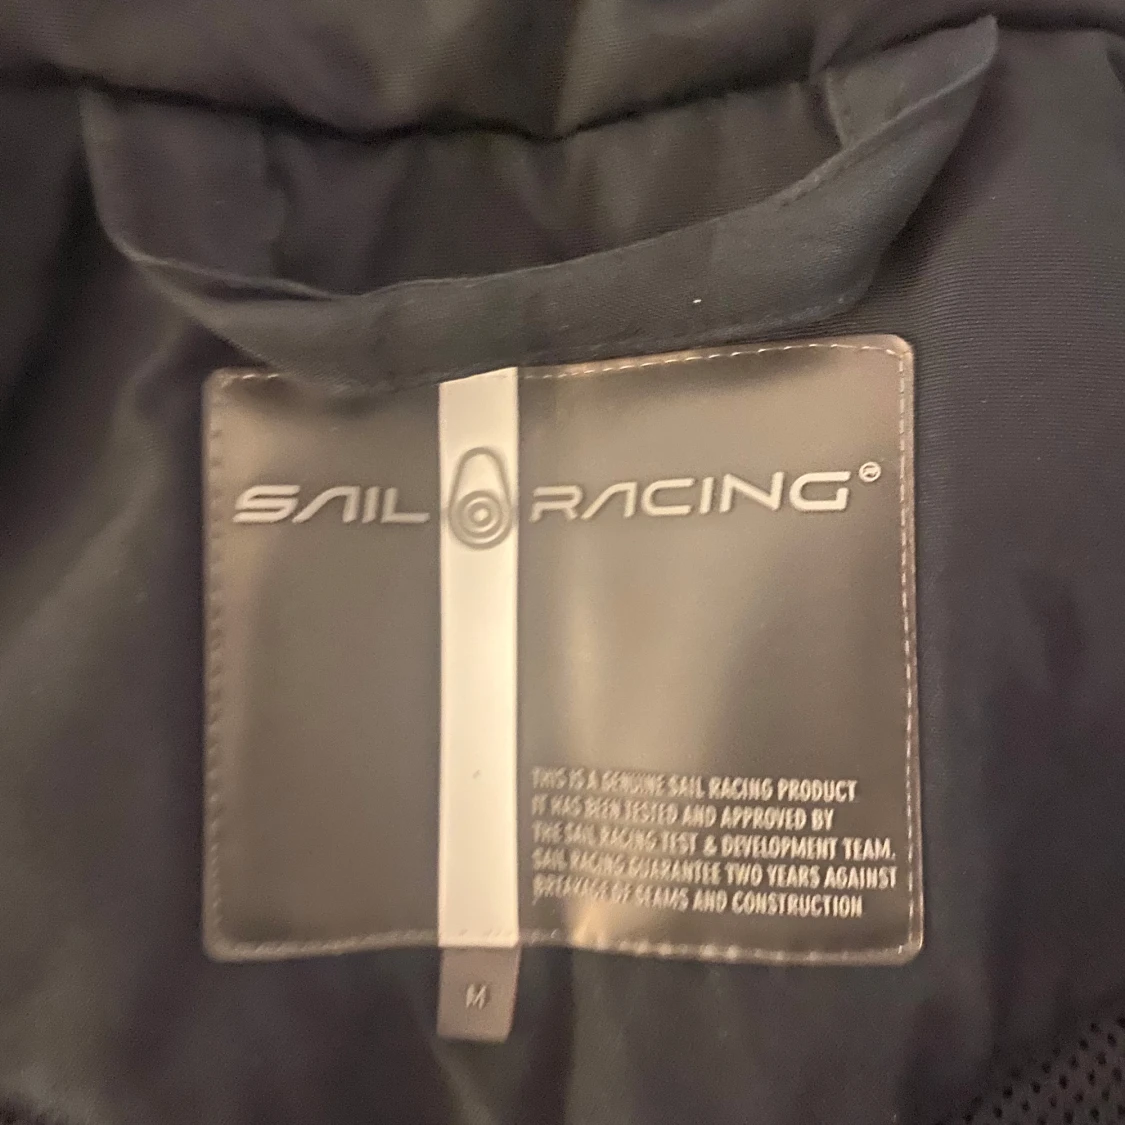 SAIL RACING®
THIS IS A GENUINE SAIL RACING PRODUCT
IT HAS BEEN TESTED AND APPROVED BY
THE SAIL RACING TEST & DEVELOPMENT TEAM.
SAIL RACING GUARANTEE TWO YEARS AGAINST
BREAKAGE OF SEAMS AND CONSTRUCTION
M